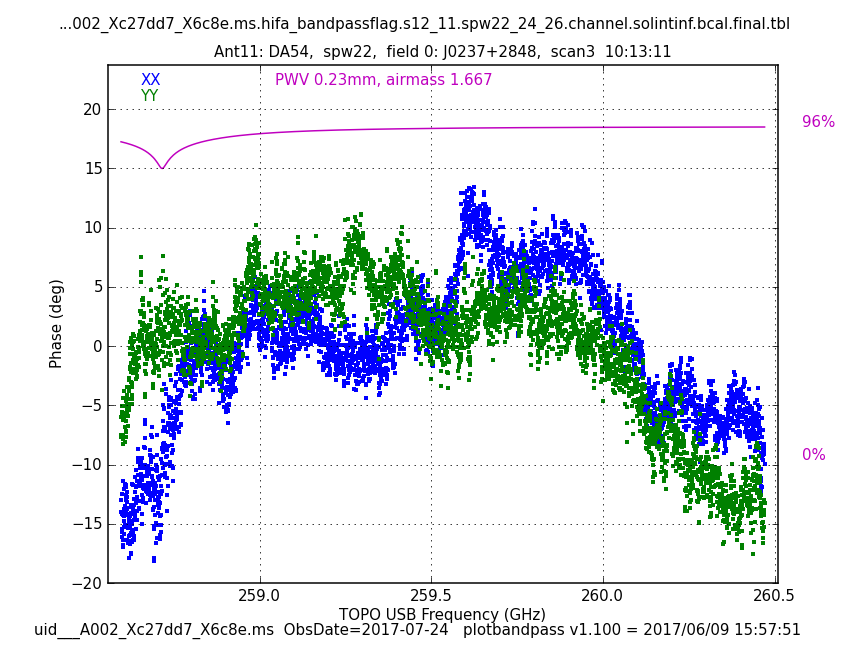 ...002_Xc27dd7_X6c8e.ms.hifa_bandpassflag.s12_11.spw22_24_26.channel.solintinf.bcal.final.tbl
Ant11: DA54, spw22, field 0: J0237+2848, scan3 10:13:11
XX
PWV 0.23mm, airmass 1.667
YY
96%
0%
20
15
10
5
0
−5
−10
−15
−20
Phase (deg)
259.0
259.5
260.0
260.5
TOPO USB Frequency (GHz)
uid___A002_Xc27dd7_X6c8e.ms ObsDate=2017-07-24 plotbandpass v1.100 = 2017/06/09 15:57:51